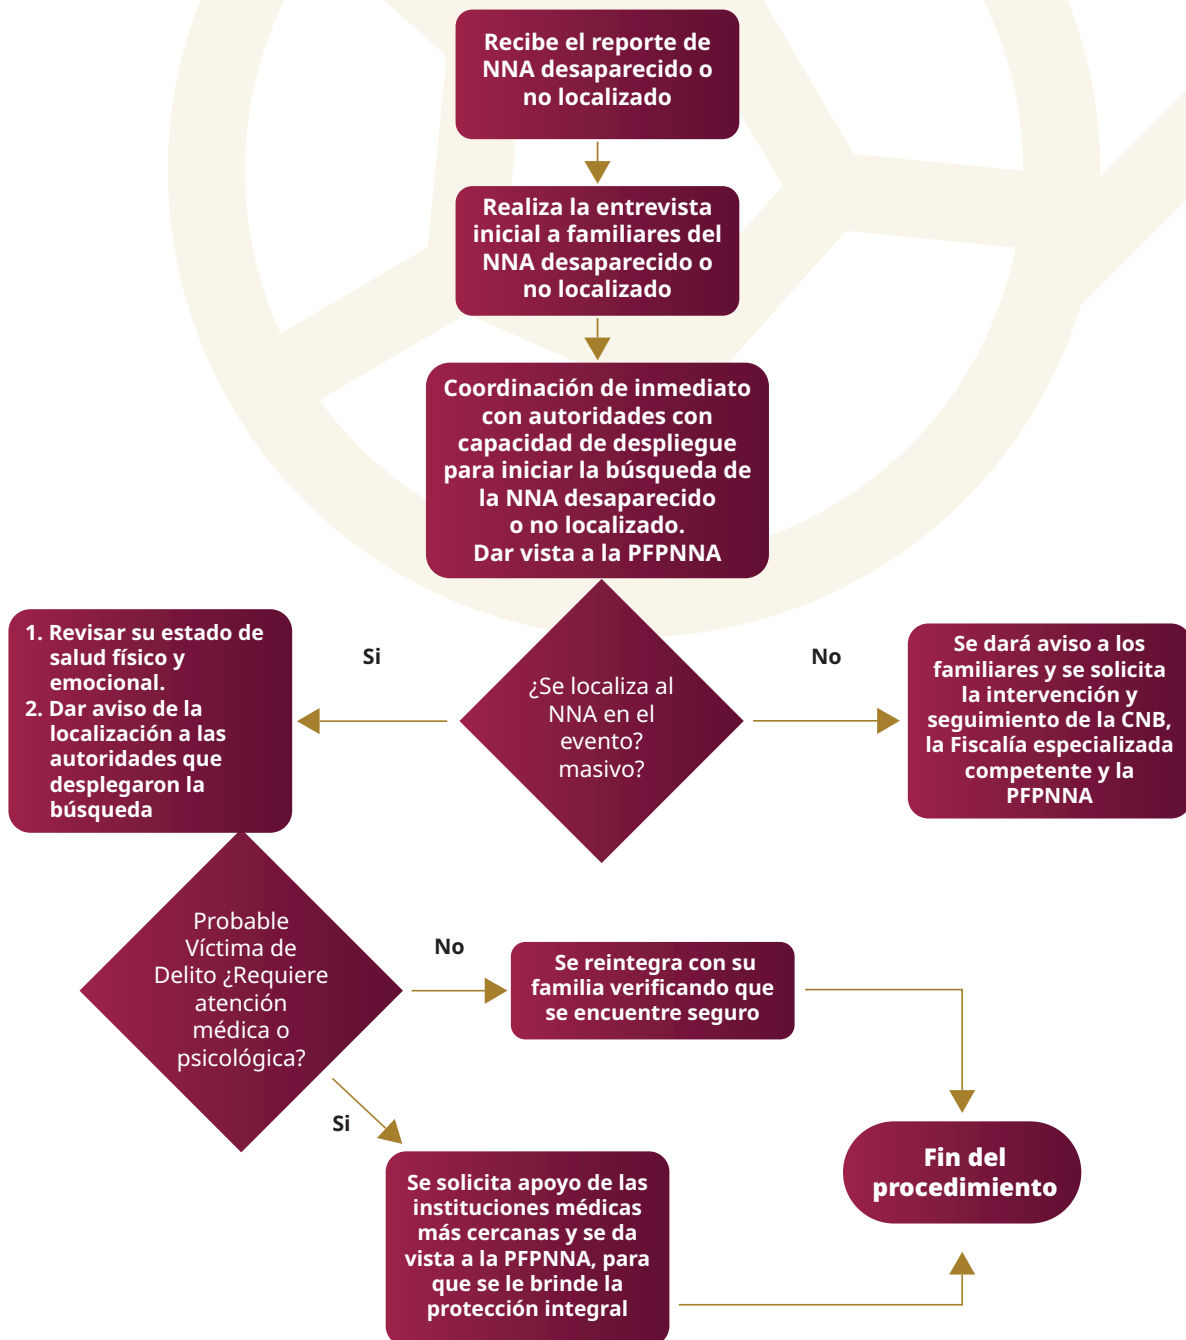 Recibe el reporte de
NNA desaparecido o
no localizado
Realiza la entrevista
inicial a familiares del
NNA desaparecido o
no localizado
Coordinación de inmediato
con autoridades con
capacidad de despliegue
para iniciar la búsqueda de
la NNA desaparecido
o no localizado.
Dar vista a la PFPNNA
¿Se localiza al
NNA en el
evento?
masivo?
Si
No
1. Revisar su estado de
salud físico y
emocional.
2. Dar aviso de la
localización a las
autoridades que
desplegaron la
búsqueda
Se dará aviso a los
familiares y se solicita
la intervención y
seguimiento de la CNB,
la Fiscalía especializada
competente y la
PFPNNA
Probable
Víctima de
Delito ¿Requiere
atención
médica o
psicológica?
No
Se reintegra con su
familia verificando que
se encuentre seguro
Si
Se solicita apoyo de las
instituciones médicas
más cercanas y se da
vista a la PFPNNA, para
que se le brinde la
protección integral
Fin del
procedimiento